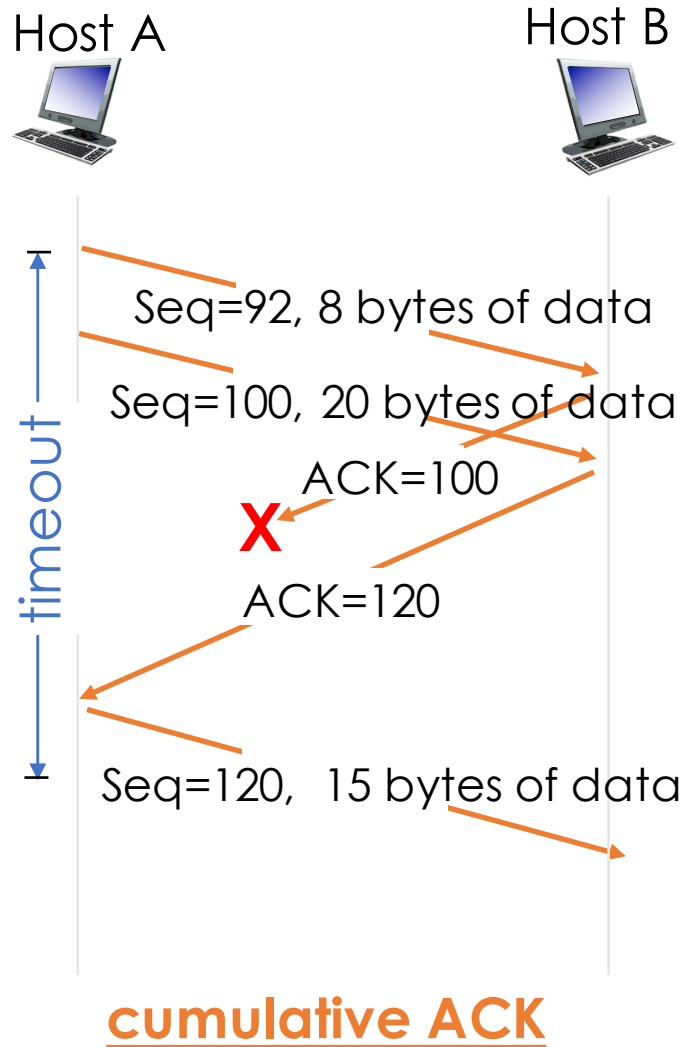 Host A
Host B
Seq=92, 8 bytes of data
Seq=100, 20 bytes of data
ACK=100
X
timeout
ACK=120
Seq=120, 15 bytes of data
cumulative ACK